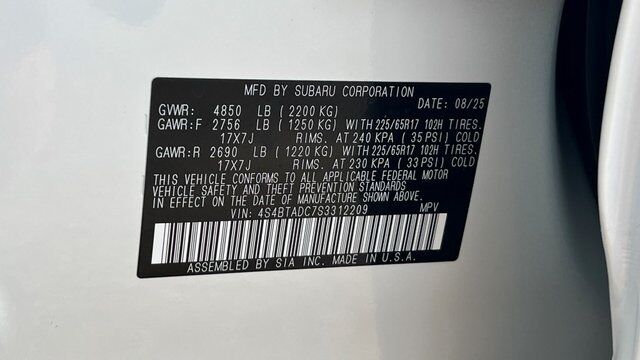 MFD BY SUBARU CORPORATION
DATE: 08/25
GVWR: 4850 LB (2200 KG)
GAWR:F 2756 LB (1250 KG) WITH 225/65R17 102H TIRES.
17X7J RIMS. AT 240 KPA ( 35 PSI) COLD
GAWR:R 2690 LB (1220 KG) WITH 225/65R17 102H TIRES.
17X7J RIMS. AT 230 KPA ( 33 PSI) COLD
THIS VEHICLE CONFORMS TO ALL APPLICABLE FEDERAL MOTOR
VEHICLE SAFETY AND THEFT PREVENTION STANDARDS
IN EFFECT ON THE DATE OF MANUFACTURE SHOWN ABOVE.
VIN: 4S4BTADC7S3312209 MPV
ASSEMBLED BY SIA INC. MADE IN U.S.A.